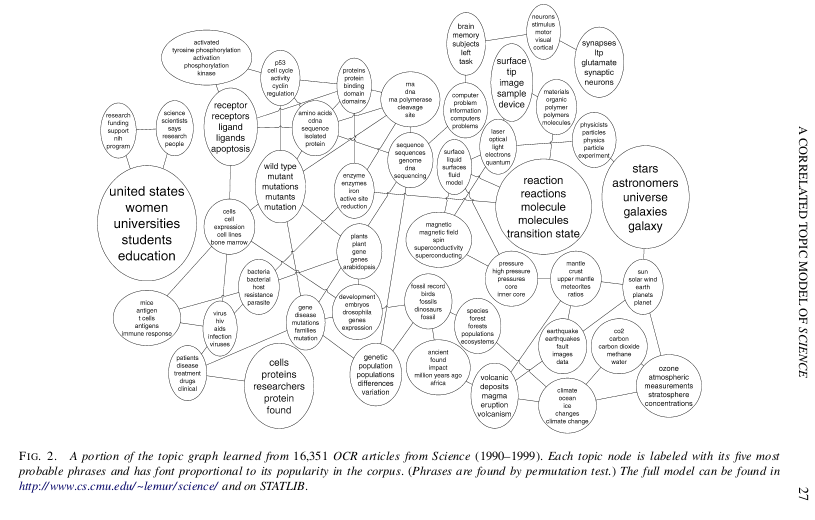 neurons
stimulus
motor
visual
cortical
brain
memory
subjects
left
task
synapses
ltp
glutamate
synaptic
neurons
activated
tyrosine phosphorylation
activation
phosphorylation
kinase
p53
cell cycle
activity
cyclin
regulation
proteins
protein
binding
domain
domains
rna
dna
rna polymerase
cleavage
site
surface
tip
image
sample
device
computer
problem
information
computers
problems
materials
organic
polymer
polymers
molecules
research
funding
support
nih
program
science
scientists
says
research
people
receptor
receptors
ligand
ligands
apoptosis
amino acids
cdna
sequence
isolated
protein
laser
optical
light
electrons
quantum
physicists
particles
physics
particle
experiment
sequence
sequences
genome
dna
sequencing
surface
liquid
surfaces
fluid
model
wild type
mutant
mutations
mutants
mutation
enzyme
enzymes
iron
active site
reduction
reaction
reactions
molecule
molecules
transition state
stars
astronomers
universe
galaxies
galaxy
united states
women
universities
students
education
cells
cell
expression
cell lines
bone marrow
magnetic
magnetic field
spin
superconductivity
superconducting
plants
plant
gene
genes
arabidopsis
bacteria
bacterial
host
resistance
parasite
pressure
high pressure
pressures
core
inner core
mantle
crust
upper mantle
meteorites
ratios
sun
solar wind
earth
planets
planet
mice
antigen
t cells
antigens
immune response
virus
hiv
aids
infection
viruses
gene
disease
mutations
families
mutation
development
embryos
drosophila
genes
expression
fossil record
birds
fossils
dinosaurs
fossil
species
forest
forests
populations
ecosystems
earthquake
earthquakes
fault
images
data
co2
carbon
carbon dioxide
methane
water
patients
disease
treatment
drugs
clinical
cells
proteins
researchers
protein
found
genetic
population
populations
differences
variation
ancient
found
impact
million years ago
africa
volcanic
deposits
magma
eruption
volcanism
climate
ocean
ice
changes
climate change
ozone
atmospheric
measurements
stratosphere
concentrations
A CORRELATED TOPIC MODEL OF SCIENCE
27
FIG. 2. A portion of the topic graph learned from 16,351 OCR articles from Science (1990–1999). Each topic node is labeled with its five most
probable phrases and has font proportional to its popularity in the corpus. (Phrases are found by permutation test.) The full model can be found in
http://www.cs.cmu.edu/~lemur/science/ and on STATLIB.